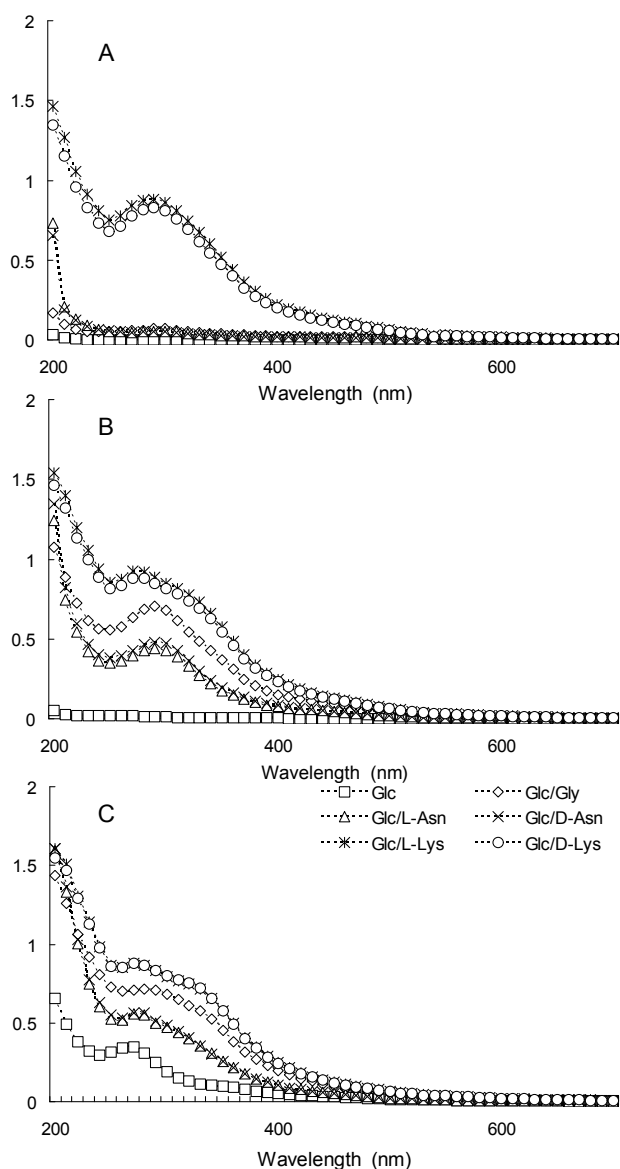 2
A
1.5
1
0.5
0
200 400 600
Wavelength (nm)
2
B
1.5
1
0.5
0
200 400 600
Wavelength (nm)
Glc Glc/Gly
Glc/L-Asn Glc/D-Asn
Glc/L-Lys Glc/D-Lys
2
C
1.5
1
0.5
0
200 400 600
Wavelength (nm)